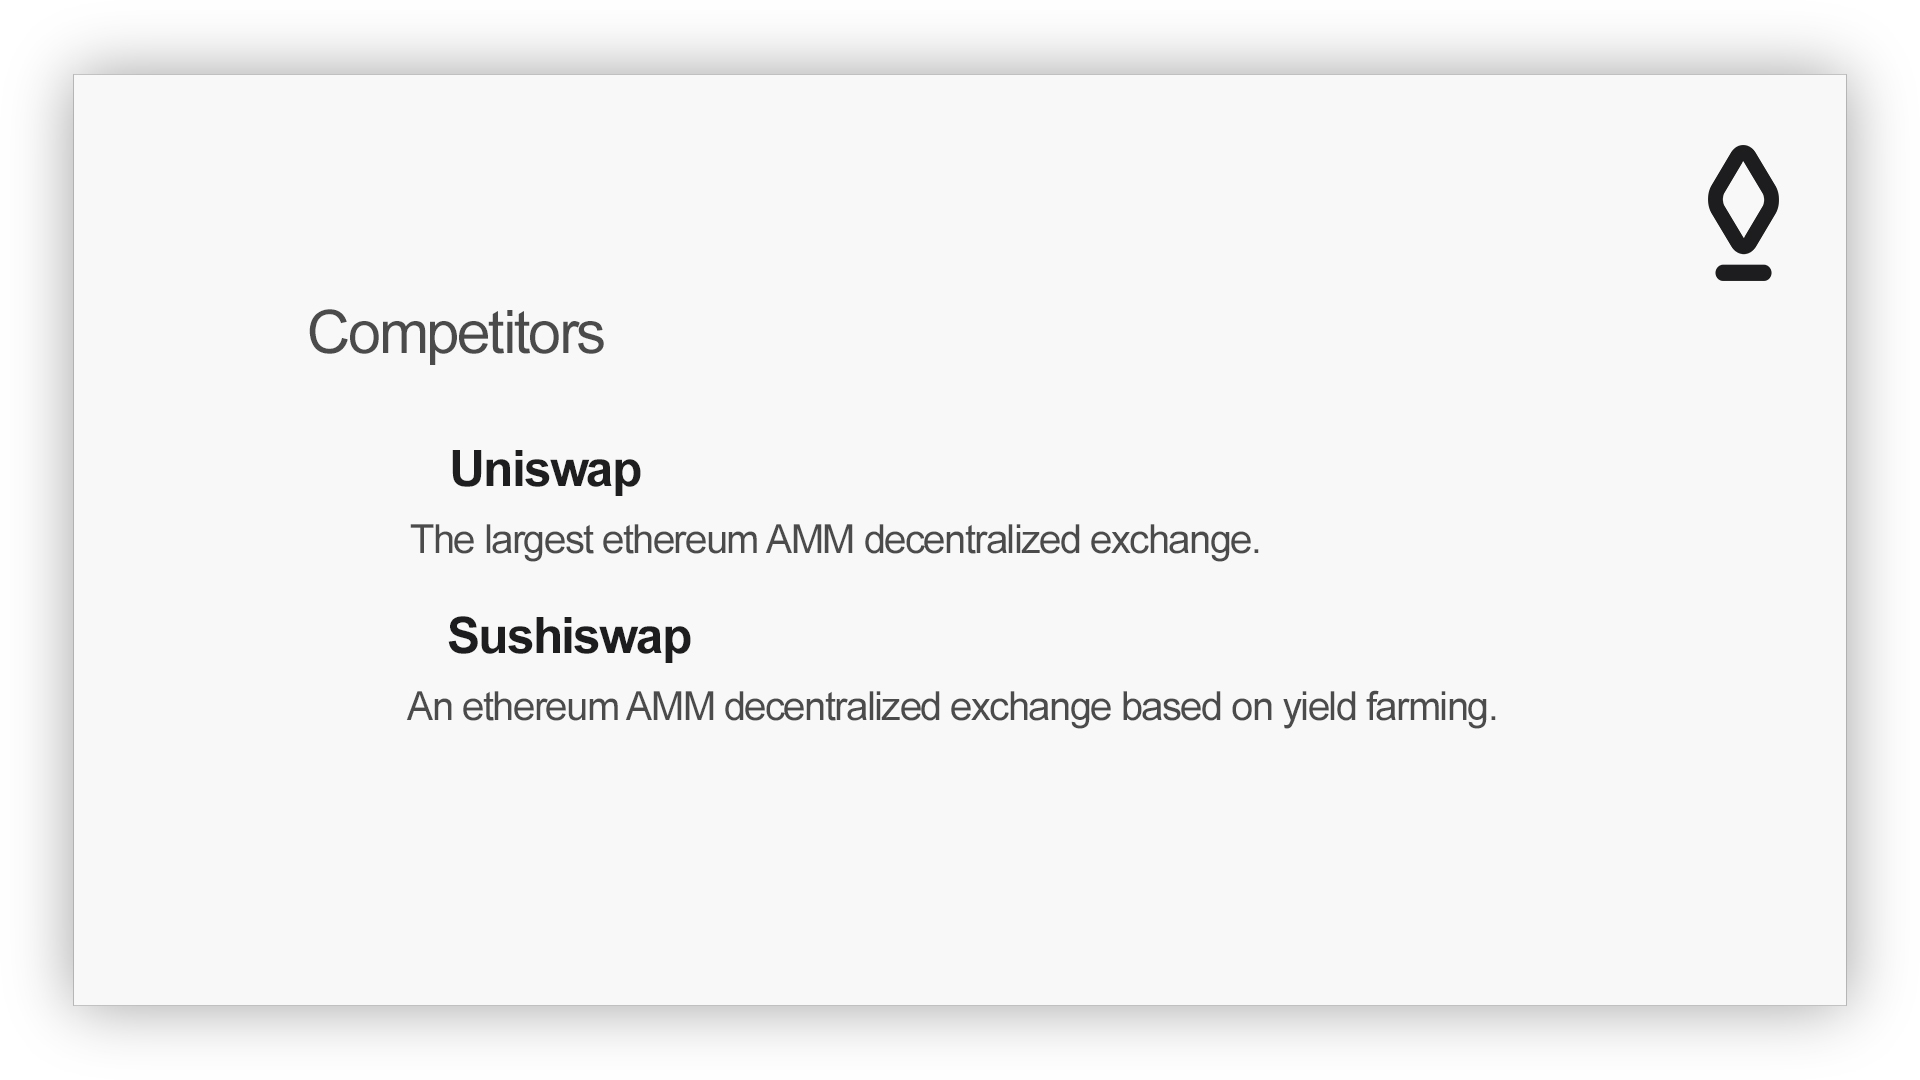 Competitors
Uniswap
The largest ethereum AMM decentralized exchange.
Sushiswap
An ethereum AMM decentralized exchange based on yield farming.